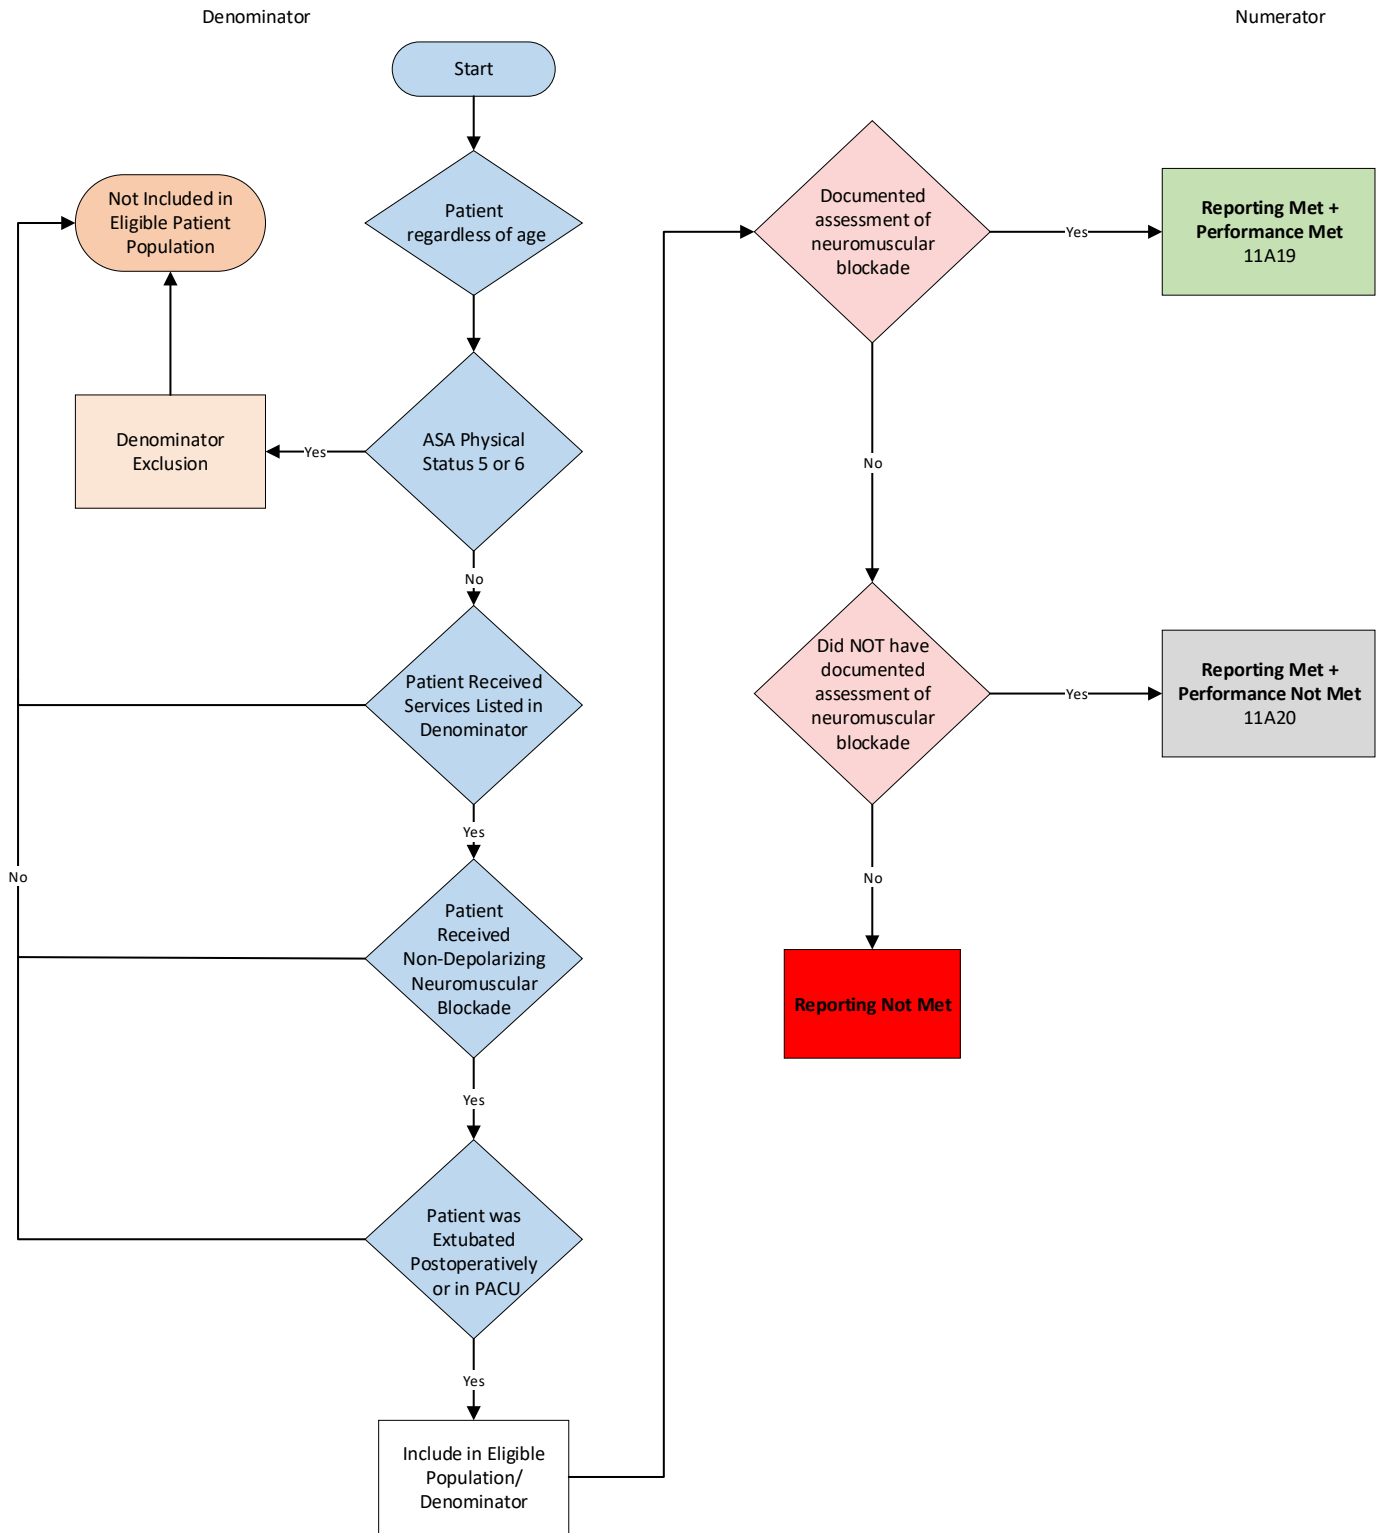 Denominator
Numerator
Start
Patient
regardless of age
Not Included in
Eligible Patient
Population
ASA Physical
Status 5 or 6
Yes
Denominator
Exclusion
No
Patient Received
Services Listed in
Denominator
Yes
No
Patient
Received
Non-Depolarizing
Neuromuscular
Blockade
Yes
Patient was
Extubated
Postoperatively
or in PACU
Yes
Include in Eligible
Population/
Denominator
Documented
assessment of
neuromuscular
blockade
Yes
Reporting Met +
Performance Met
11A19
No
Did NOT have
documented
assessment of
neuromuscular
blockade
Yes
Reporting Met +
Performance Not Met
11A20
No
Reporting Not Met